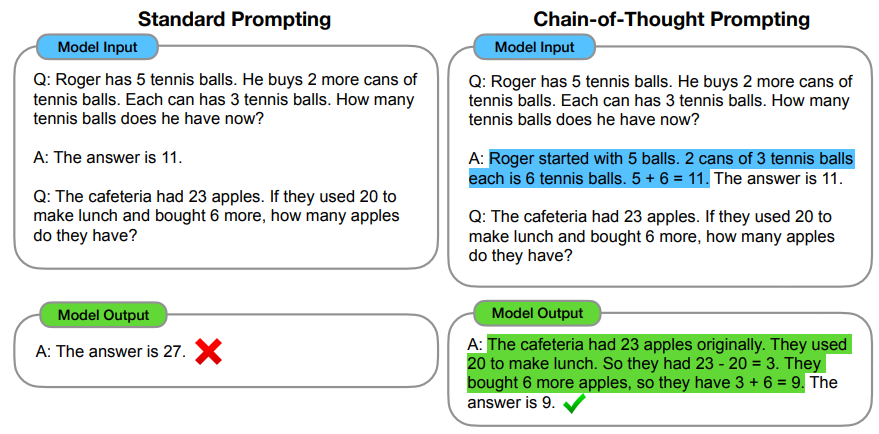 Standard Prompting
Model Input
Q: Roger has 5 tennis balls. He buys 2 more cans of
tennis balls. Each can has 3 tennis balls. How many
tennis balls does he have now?
A: The answer is 11.
Q: The cafeteria had 23 apples. If they used 20 to
make lunch and bought 6 more, how many apples
do they have?
Model Output
A: The answer is 27.
Chain-of-Thought Prompting
Model Input
Q: Roger has 5 tennis balls. He buys 2 more cans of
tennis balls. Each can has 3 tennis balls. How many
tennis balls does he have now?
A: Roger started with 5 balls. 2 cans of 3 tennis balls
each is 6 tennis balls. 5 + 6 = 11. The answer is 11.
Q: The cafeteria had 23 apples. If they used 20 to
make lunch and bought 6 more, how many apples
do they have?
Model Output
A: The cafeteria had 23 apples originally. They used
20 to make lunch. So they had 23 - 20 = 3. They
bought 6 more apples, so they have 3 + 6 = 9. The
answer is 9.